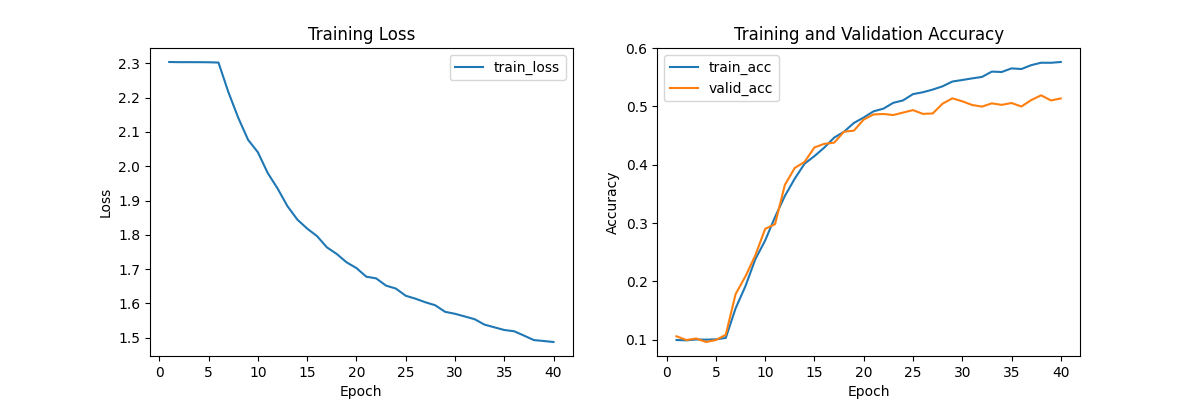 Training Loss
Loss
2.3
2.2
2.1
2.0
1.9
1.8
1.7
1.6
1.5
train_loss
0 5 10 15 20 25 30 35 40
Epoch
Training and Validation Accuracy
Accuracy
0.6
0.5
0.4
0.3
0.2
0.1
train_acc
valid_acc
0 5 10 15 20 25 30 35 40
Epoch